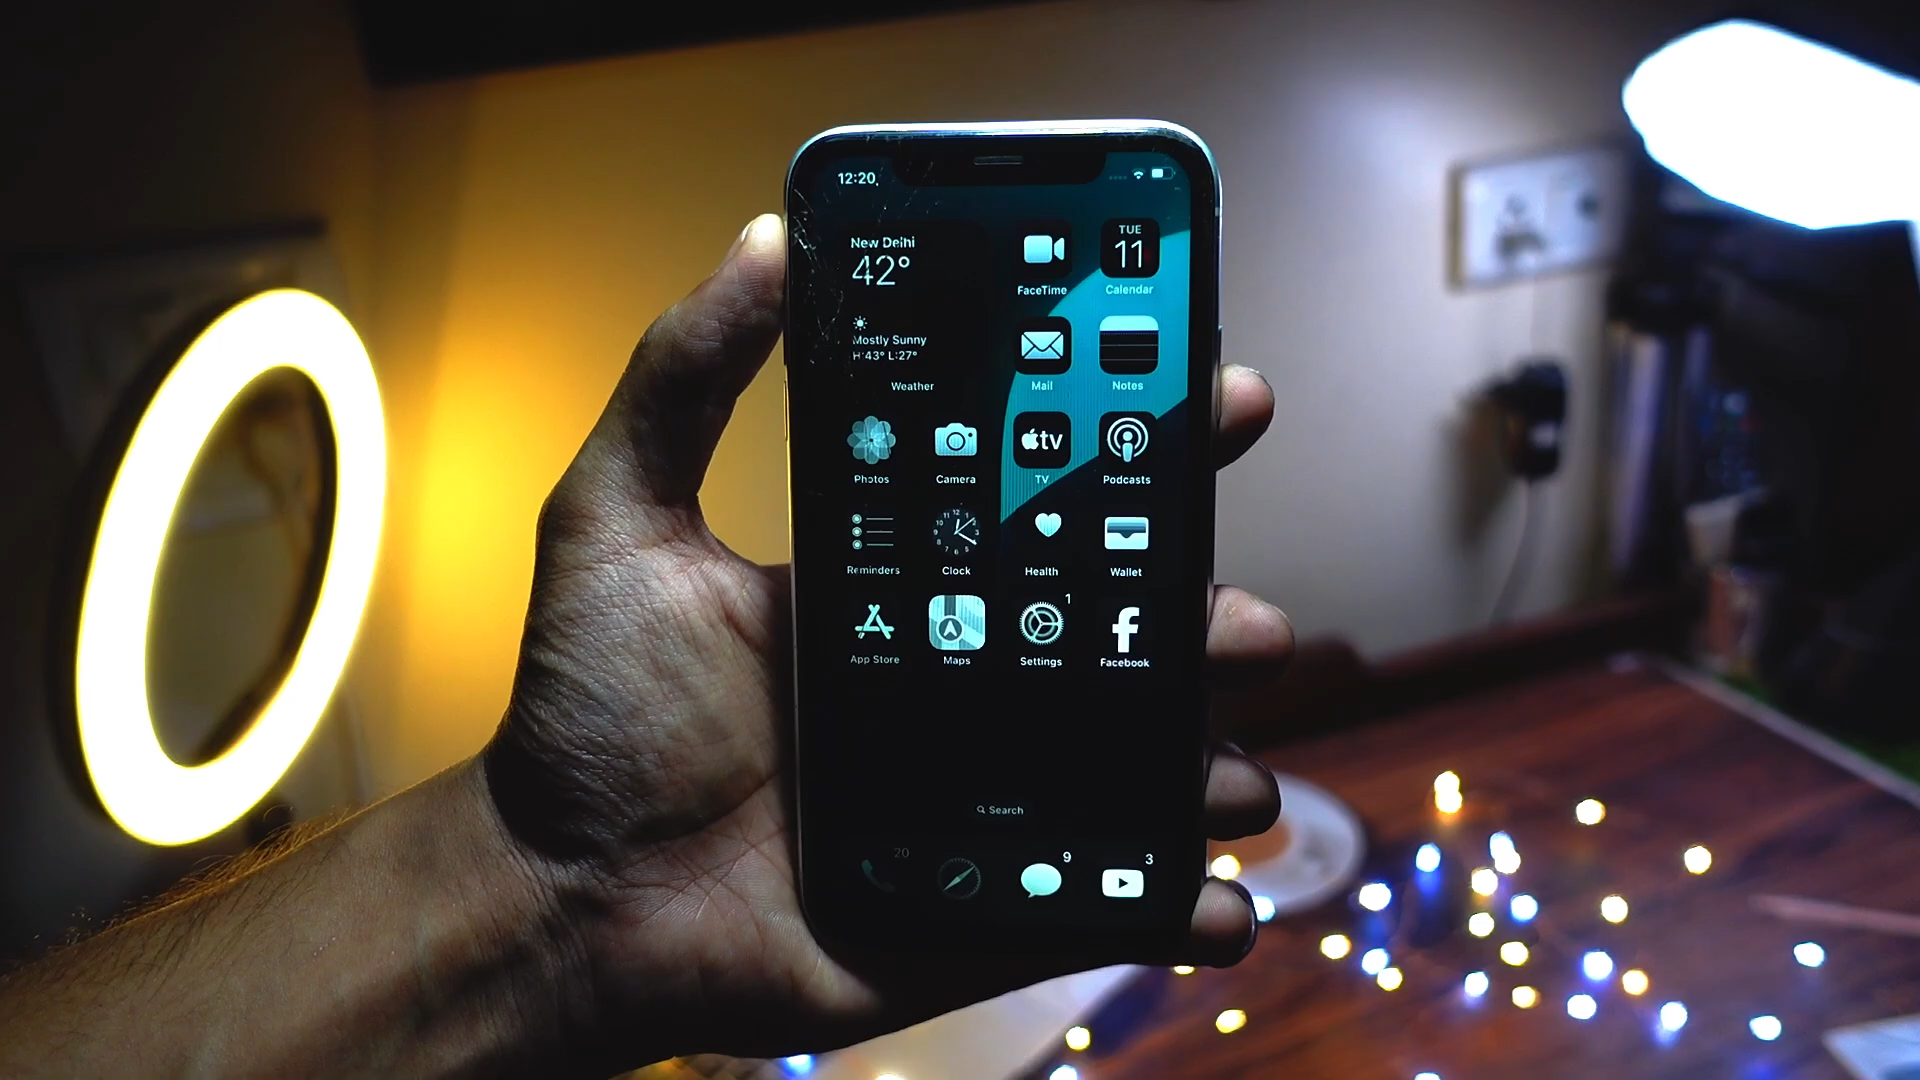 12:20
New Delhi
42°
Mostly Sunny
H:43° L:27°
Weather
FaceTime
TUE
11
Calendar
Mail
Notes
Photos
Camera
tv
TV
Podcasts
Reminders
Clock
Health
Wallet
App Store
Maps
1
Settings
f
Facebook
Search
20
9
3